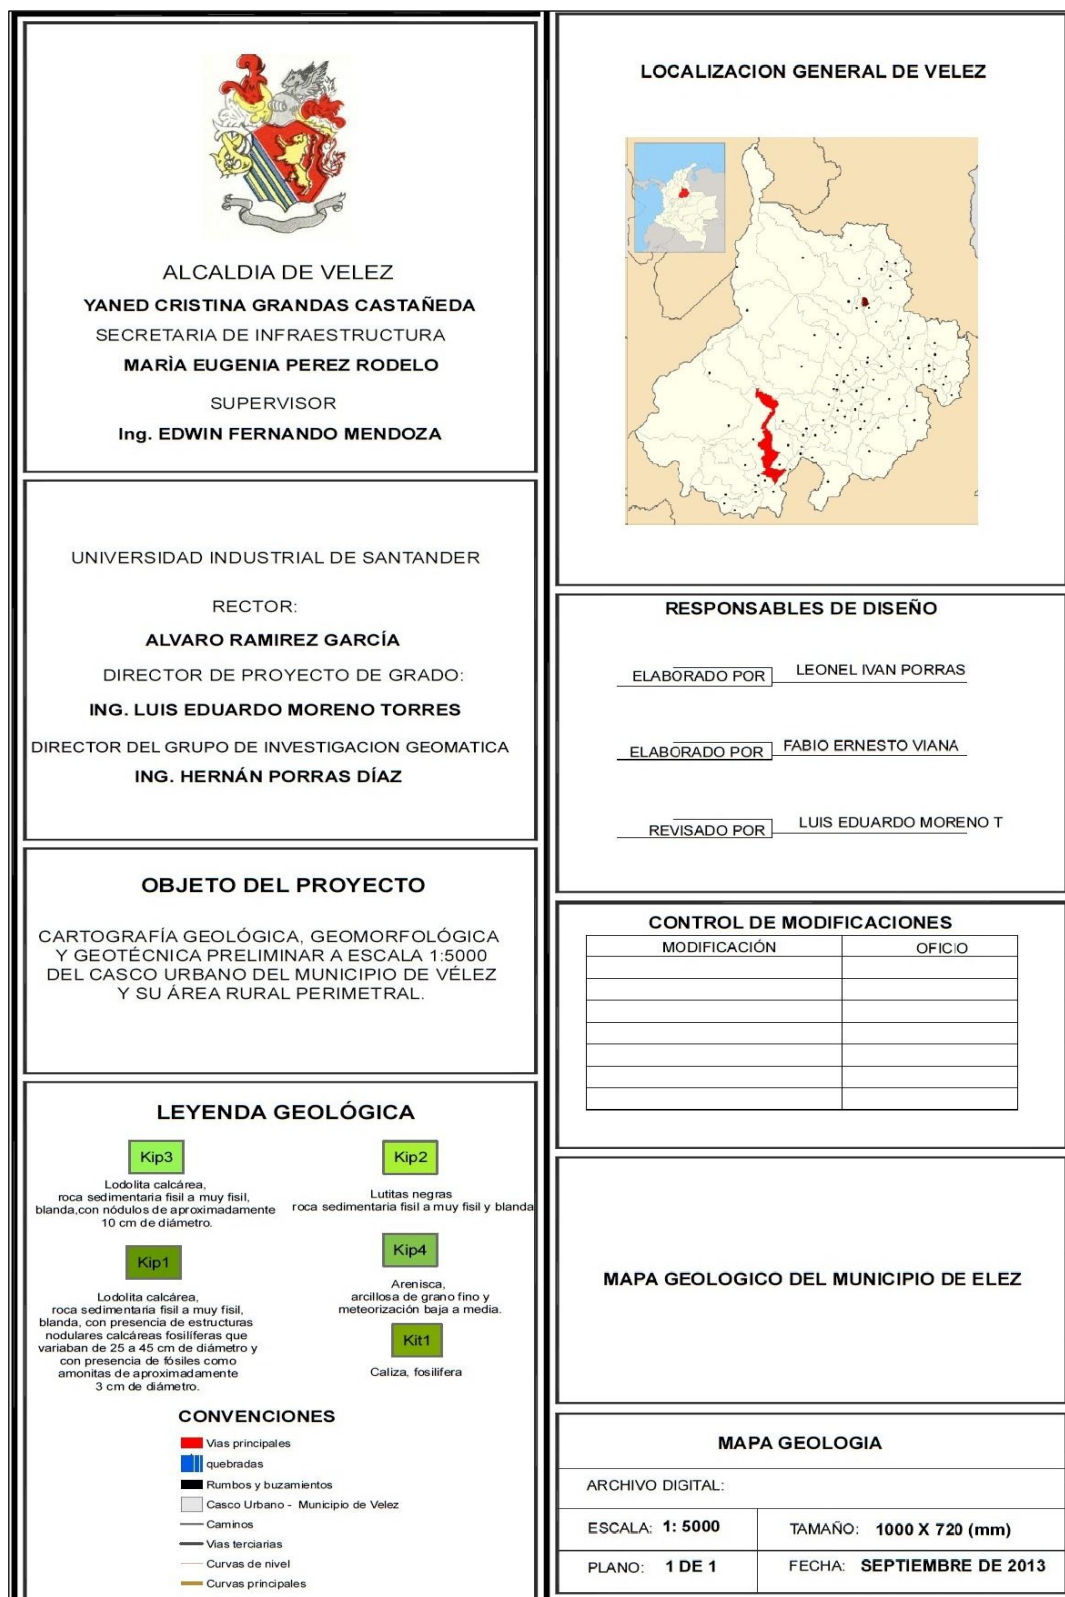 ALCALDIA DE VELEZ
YANED CRISTINA GRANDAS CASTAÑEDA
SECRETARIA DE INFRAESTRUCTURA
MARÌA EUGENIA PEREZ RODELO
SUPERVISOR
Ing. EDWIN FERNANDO MENDOZA
UNIVERSIDAD INDUSTRIAL DE SANTANDER
RECTOR:
ALVARO RAMIREZ GARCÍA
DIRECTOR DE PROYECTO DE GRADO:
ING. LUIS EDUARDO MORENO TORRES
DIRECTOR DEL GRUPO DE INVESTIGACION GEOMATICA
ING. HERNÁN PORRAS DÍAZ
OBJETO DEL PROYECTO
CARTOGRAFÍA GEOLÓGICA, GEOMORFOLÓGICA
Y GEOTÉCNICA PRELIMINAR A ESCALA 1:5000
DEL CASCO URBANO DEL MUNICIPIO DE VÉLEZ
Y SU ÁREA RURAL PERIMETRAL.
LEYENDA GEOLÓGICA
Kip3
Lodolita calcárea,
roca sedimentaria fisil a muy fisil,
blanda,con nódulos de aproximadamente
10 cm de diámetro.
Kip2
Lutitas negras
roca sedimentaria fisil a muy fisil y blanda
Kip1
Lodolita calcárea,
roca sedimentaria fisil a muy fisil,
blanda, con presencia de estructuras
nodulares calcáreas fosilíferas que
variaban de 25 a 45 cm de diámetro y
con presencia de fósiles como
amonitas de aproximadamente
3 cm de diámetro.
Kip4
Arenisca,
arcillosa de grano fino y
meteorización baja a media.
Kit1
Caliza, fosilifera
CONVENCIONES
Vias principales
quebradas
Rumbos y buzamientos
Casco Urbano - Municipio de Velez
Caminos
Vias terciarias
Curvas de nivel
Curvas principales
LOCALIZACION GENERAL DE VELEZ
RESPONSABLES DE DISEÑO
ELABORADO POR LEONEL IVAN PORRAS
ELABORADO POR FABIO ERNESTO VIANA
REVISADO POR LUIS EDUARDO MORENO T
CONTROL DE MODIFICACIONES
MODIFICACIÓN OFICIO
MAPA GEOLOGICO DEL MUNICIPIO DE ELEZ
MAPA GEOLOGIA
ARCHIVO DIGITAL:
ESCALA: 1: 5000 TAMAÑO: 1000 X 720 (mm)
PLANO: 1 DE 1 FECHA: SEPTIEMBRE DE 2013